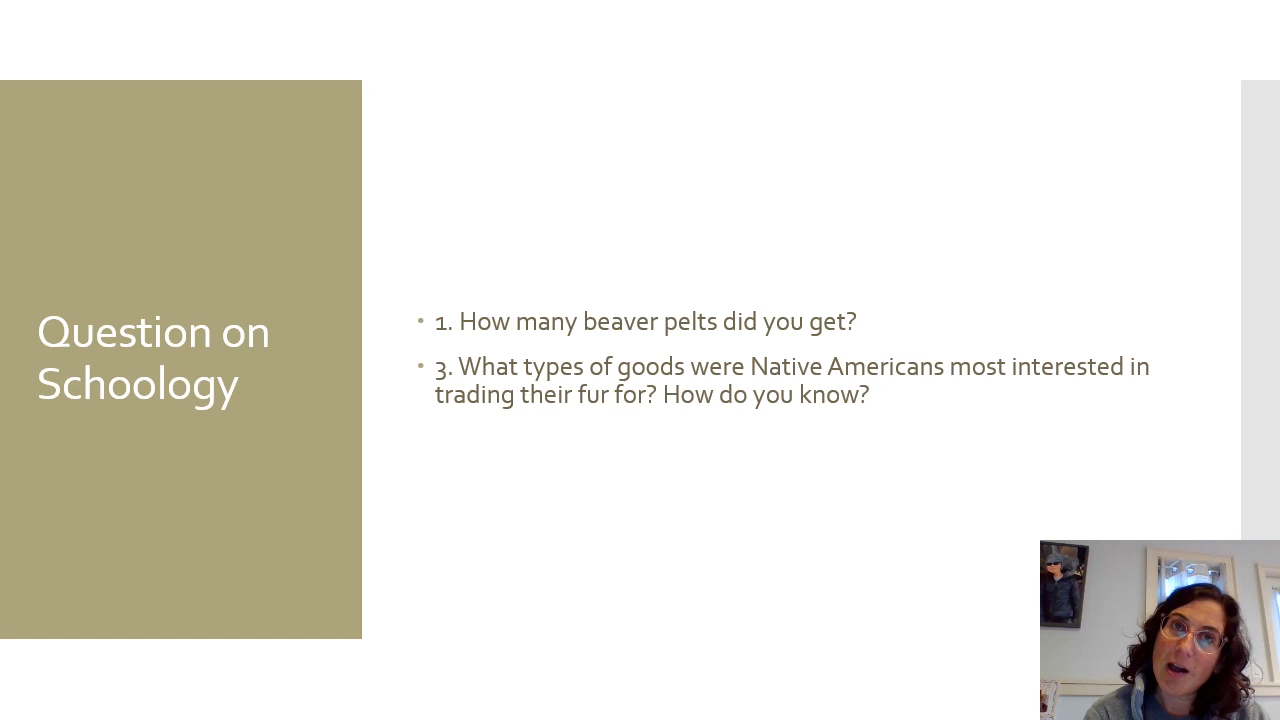 Question on
Schoology
• 1. How many beaver pelts did you get?
• 3. What types of goods were Native Americans most interested in
trading their fur for? How do you know?